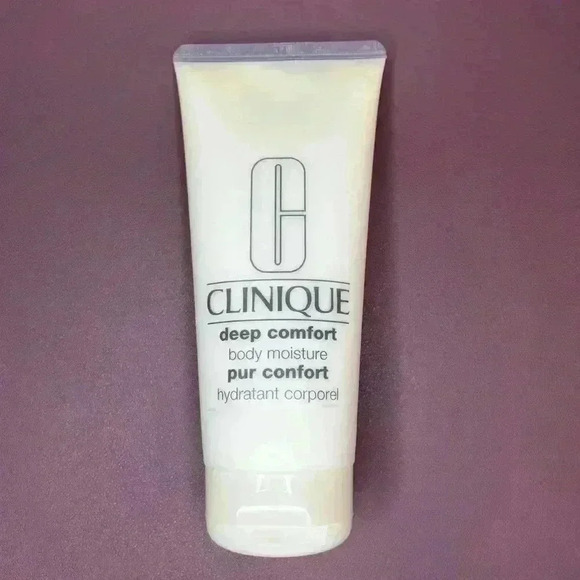 C
CLINIQUE
deep comfort
body moisture
pur confort
hydratant corporel